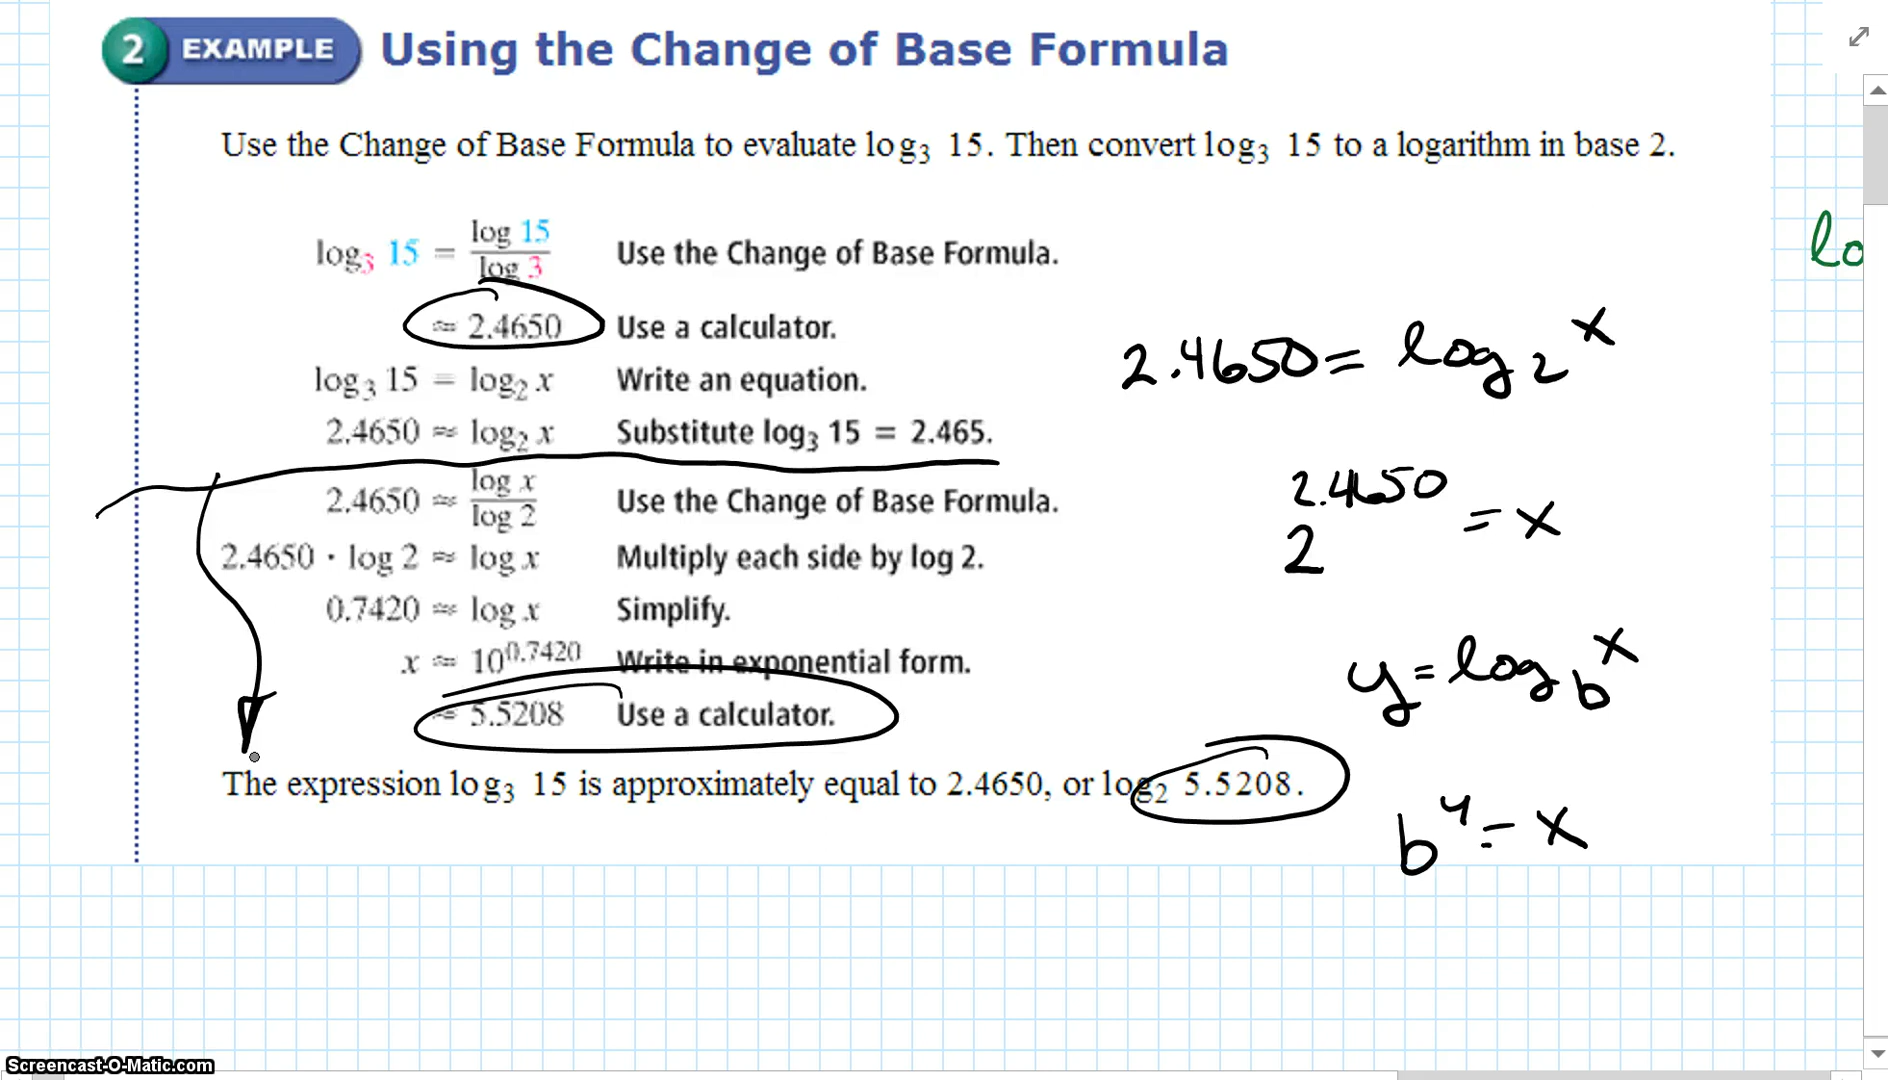 2 EXAMPLE Using the Change of Base Formula
Use the Change of Base Formula to evaluate log₃ 15. Then convert log₃ 15 to a logarithm in base 2.
log₃ 15 = log 15 / log 3 Use the Change of Base Formula.
≈ 2.4650 Use a calculator.
log₃ 15 = log₂ x Write an equation.
2.4650 ≈ log₂ x Substitute log₃ 15 = 2.465.
2.4650 ≈ log x / log 2 Use the Change of Base Formula.
2.4650 · log 2 ≈ log x Multiply each side by log 2.
0.7420 ≈ log x Simplify.
x ≈ 10^0.7420 Write in exponential form.
≈ 5.5208 Use a calculator.
The expression log₃ 15 is approximately equal to 2.4650, or log₂ 5.5208.
2.4650 = log₂ x
2^2.4650 = x
y = log_b x
b^y = x
lo
Screencast-O-Matic.com